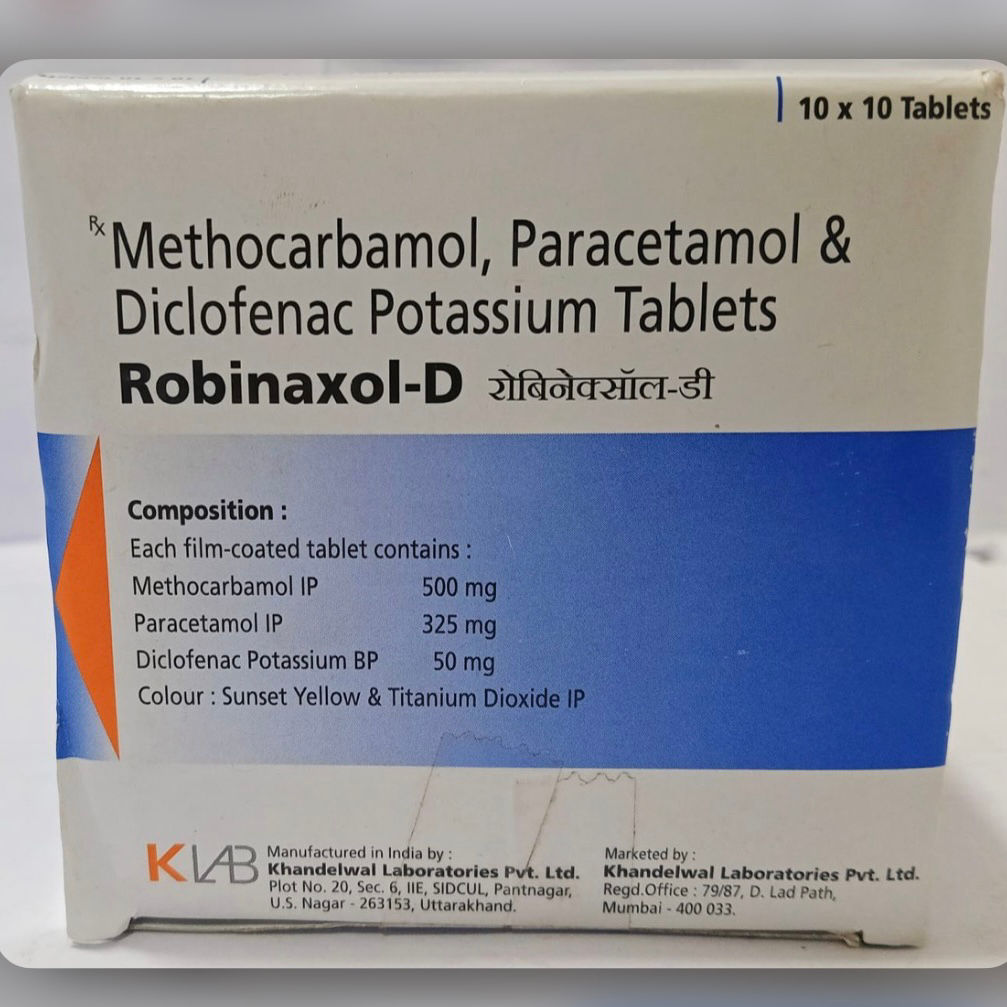 10 x 10 Tablets
Rx Methocarbamol, Paracetamol &
Diclofenac Potassium Tablets
Robinaxol-D रोबिनेक्सॉल-डी
Composition :
Each film-coated tablet contains :
Methocarbamol IP 500 mg
Paracetamol IP 325 mg
Diclofenac Potassium BP 50 mg
Colour : Sunset Yellow & Titanium Dioxide IP
KLAB
Manufactured in India by :
Khandelwal Laboratories Pvt. Ltd.
Plot No. 20, Sec. 6, IIE, SIDCUL, Pantnagar,
U.S. Nagar - 263153, Uttarakhand.
Marketed by :
Khandelwal Laboratories Pvt. Ltd.
Regd.Office : 79/87, D. Lad Path,
Mumbai - 400 033.